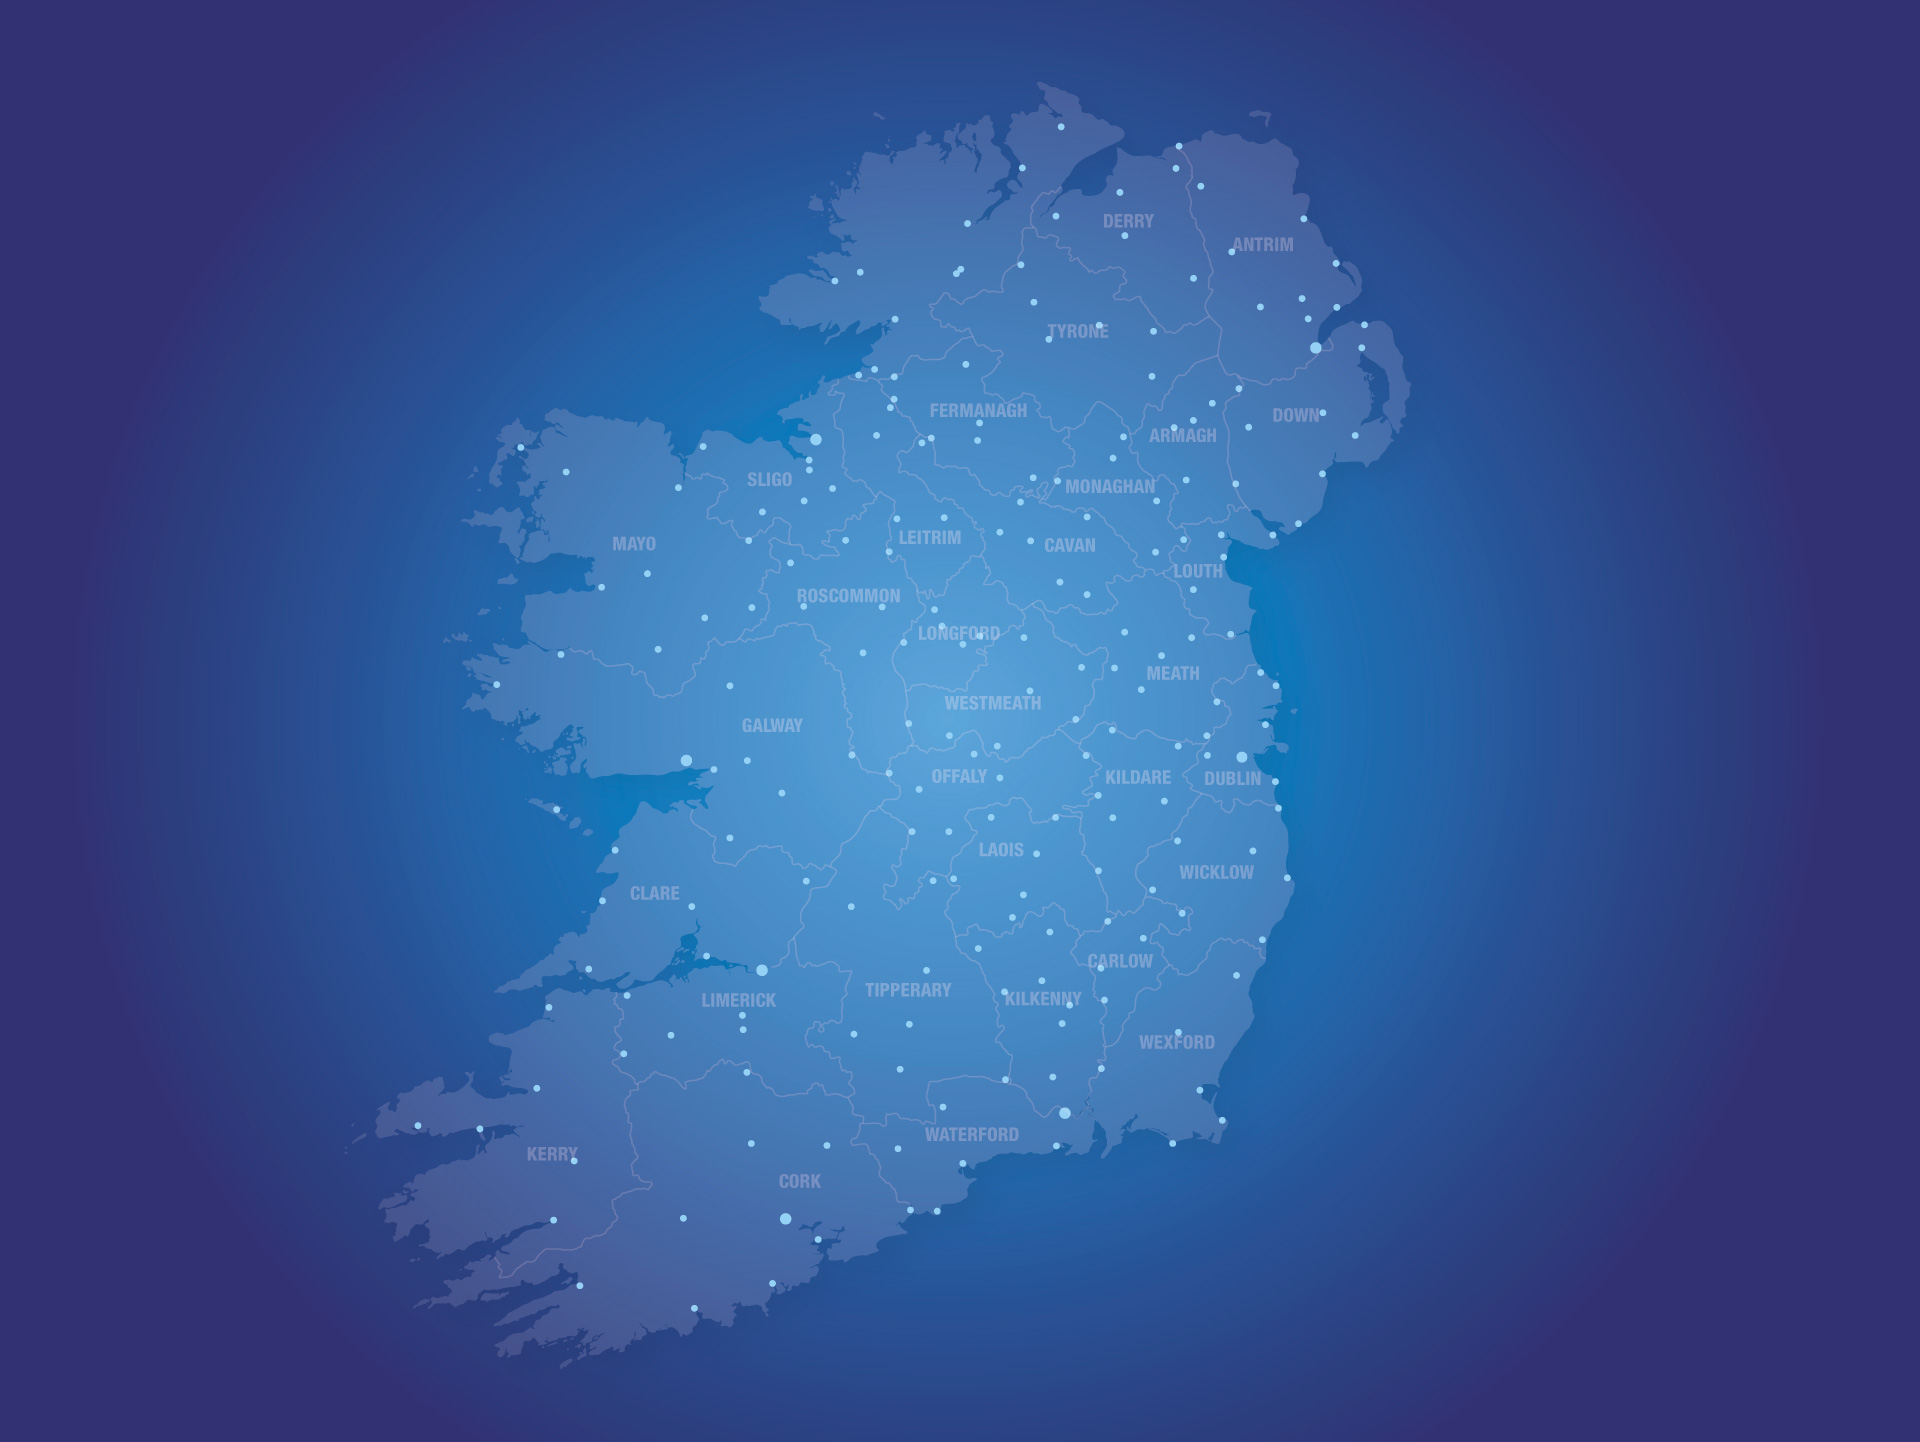 DERRY
ANTRIM
TYRONE
FERMANAGH
DOWN
ARMAGH
SLIGO
MONAGHAN
LEITRIM
MAYO
CAVAN
LOUTH
ROSCOMMON
LONGFORD
MEATH
WESTMEATH
GALWAY
OFFALY
KILDARE
DUBLIN
LAOIS
WICKLOW
CLARE
CARLOW
TIPPERARY
LIMERICK
KILKENNY
WEXFORD
WATERFORD
KERRY
CORK